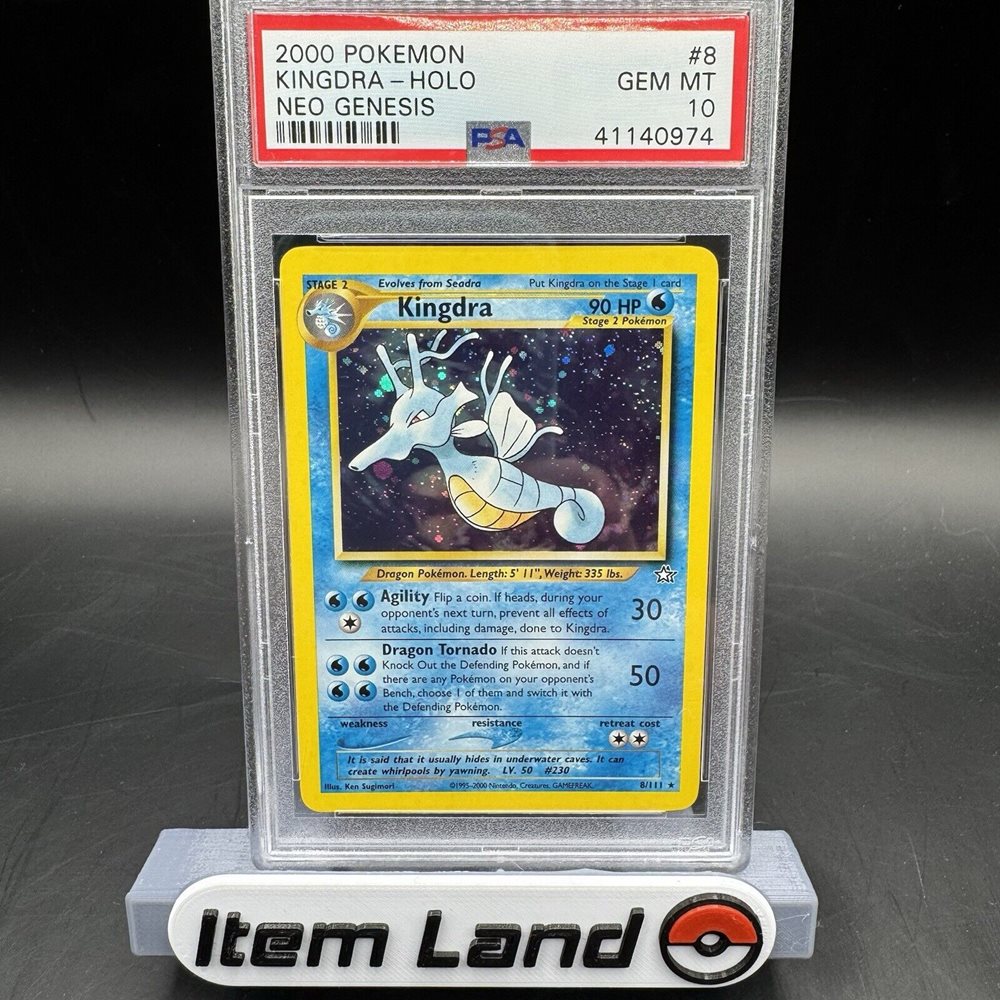 2000 POKEMON #8
KINGDRA – HOLO GEM MT
NEO GENESIS 10
PSA 41140974
STAGE 2 Evolves from Seadra Put Kingdra on the Stage 1 card
Kingdra 90 HP
Stage 2 Pokémon
Dragon Pokémon. Length: 5' 11", Weight: 335 lbs.
Agility Flip a coin. If heads, during your
opponent's next turn, prevent all effects of 30
attacks, including damage, done to Kingdra.
Dragon Tornado If this attack doesn't
Knock Out the Defending Pokémon, and if
there are any Pokémon on your opponent's 50
Bench, choose 1 of them and switch it with
the Defending Pokémon.
weakness resistance retreat cost
It is said that it usually hides in underwater caves. It can
create whirlpools by yawning. LV. 50 #230
Illus. Ken Sugimori ©1995-2000 Nintendo, Creatures, GAMEFREAK. 8/111 ★
Item Land